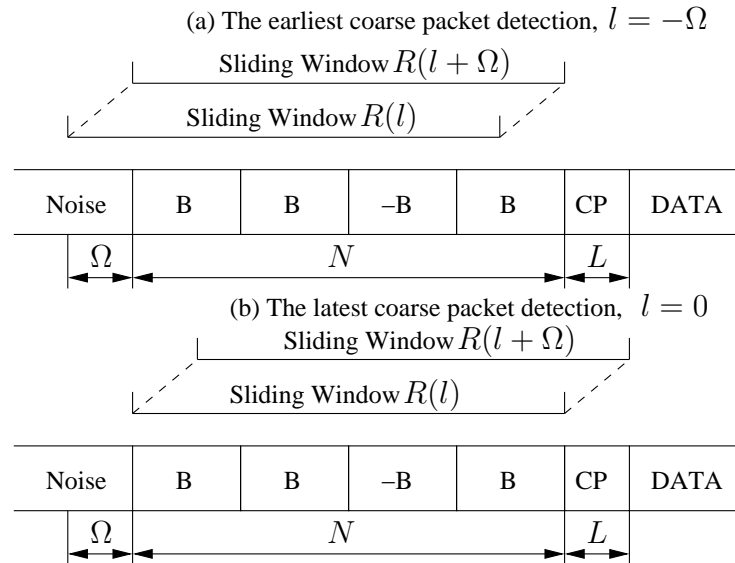 (a) The earliest coarse packet detection, l = −Ω
Sliding Window R(l + Ω)
Sliding Window R(l)
Noise B B –B B CP DATA
Ω N L
(b) The latest coarse packet detection, l = 0
Sliding Window R(l + Ω)
Sliding Window R(l)
Noise B B –B B CP DATA
Ω N L